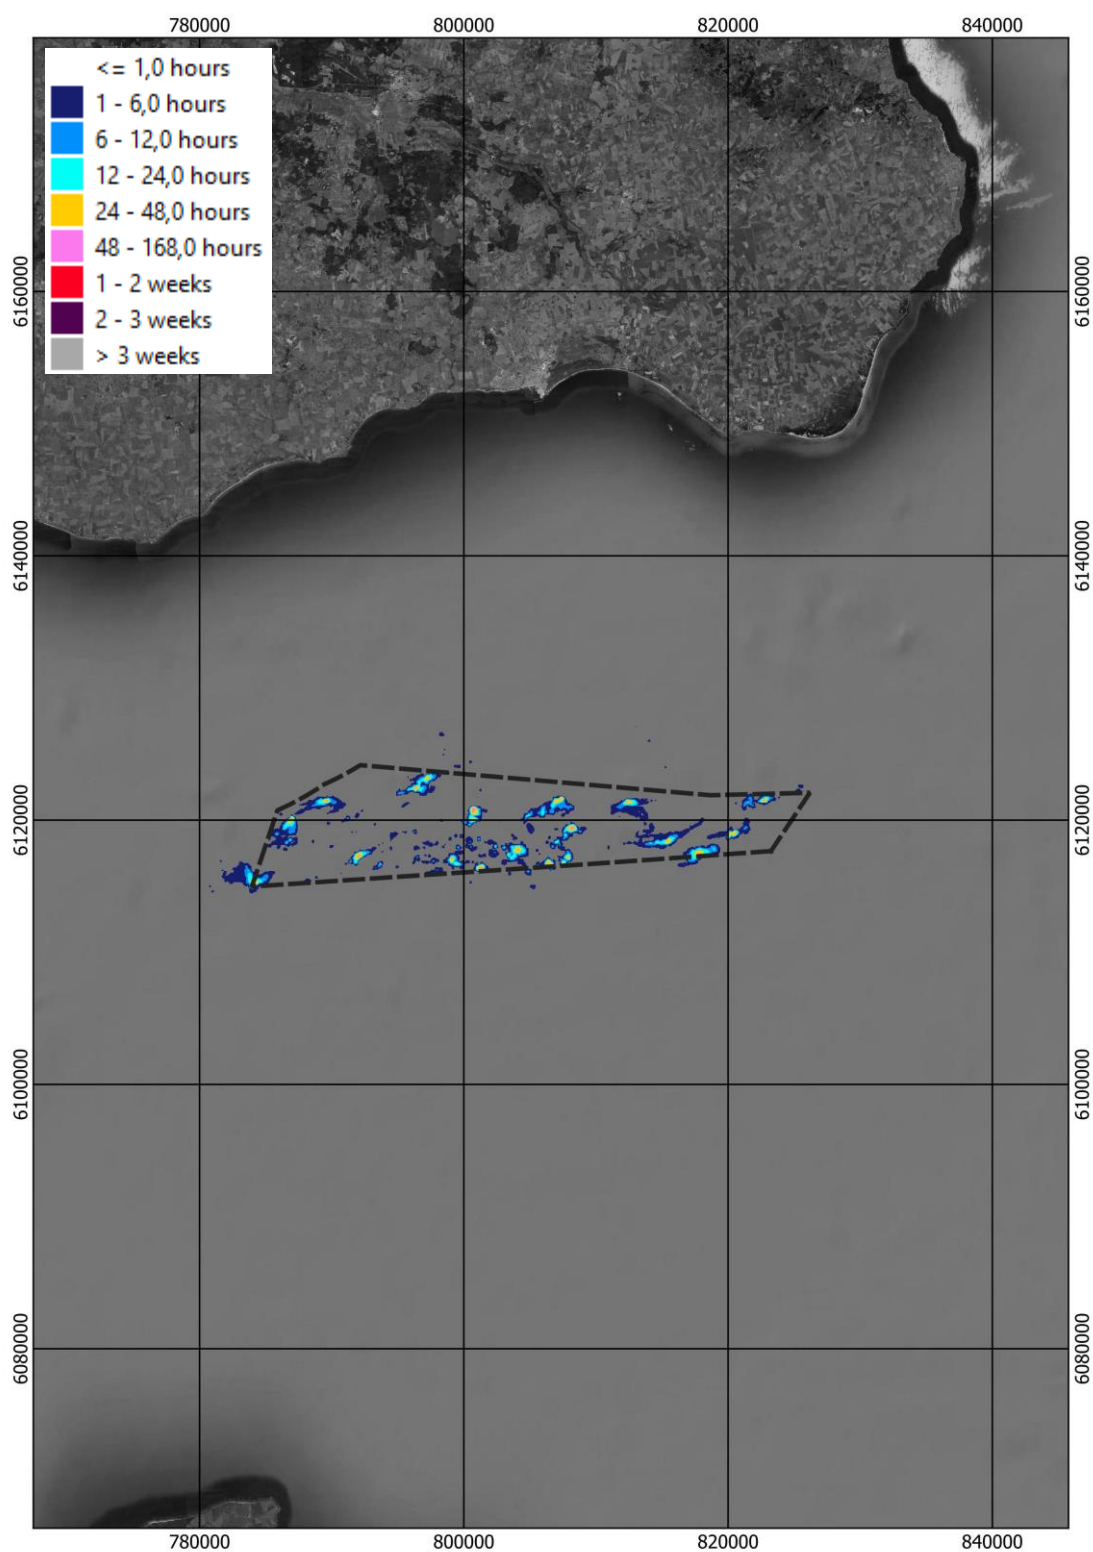 780000 800000 820000 840000
<= 1,0 hours
1 - 6,0 hours
6 - 12,0 hours
12 - 24,0 hours
24 - 48,0 hours
48 - 168,0 hours
1 - 2 weeks
2 - 3 weeks
> 3 weeks
6160000 6160000
6140000 6140000
6120000 6120000
6100000 6100000
6080000 6080000
780000 800000 820000 840000